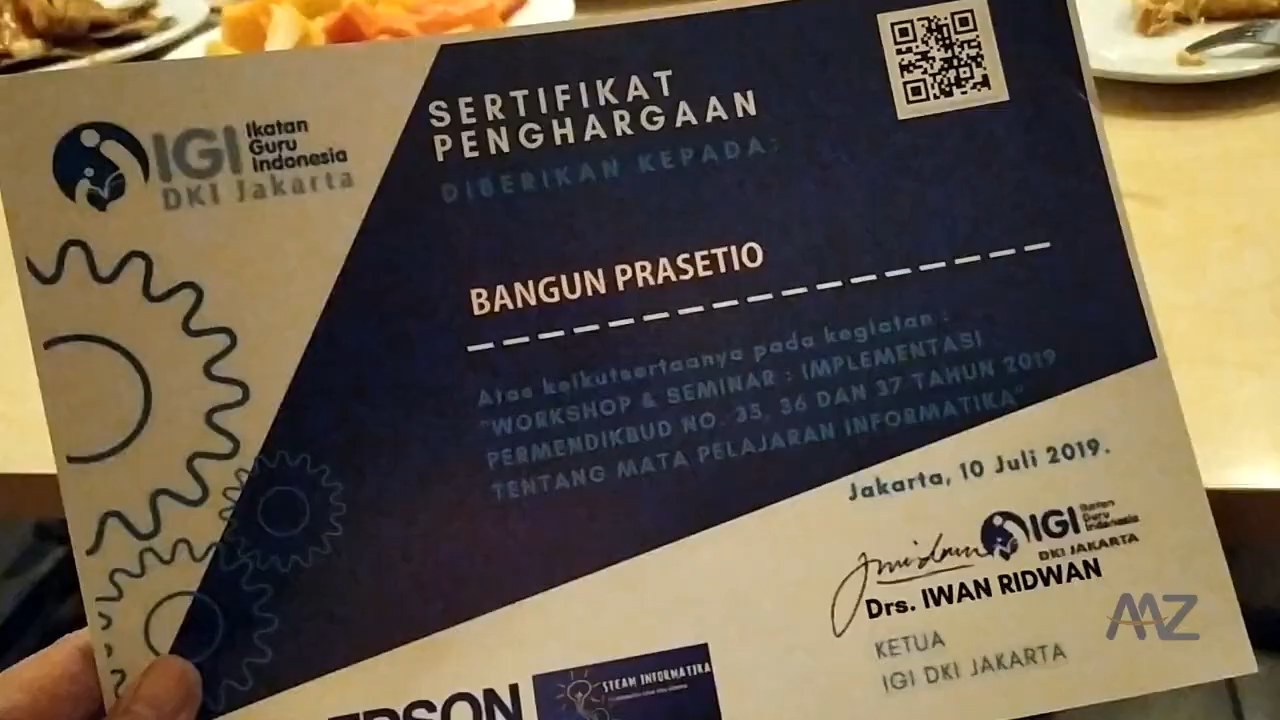 IGI
Ikatan
Guru
Indonesia
DKI Jakarta
SERTIFIKAT
PENGHARGAAN
DIBERIKAN KEPADA:
BANGUN PRASETIO
Atas keikutsertaanya pada kegiatan :
"WORKSHOP & SEMINAR : IMPLEMENTASI
PERMENDIKBUD NO. 35, 36 DAN 37 TAHUN 2019
TENTANG MATA PELAJARAN INFORMATIKA"
Jakarta, 10 Juli 2019.
IGI
Ikatan
Guru
Indonesia
DKI JAKARTA
Drs. IWAN RIDWAN
KETUA
IGI DKI JAKARTA
STEAM INFORMATIKA